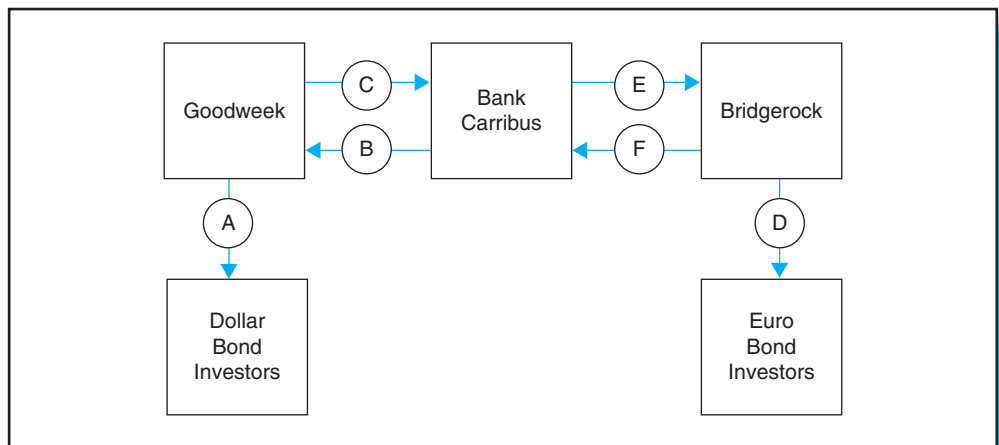 Goodweek
C
B
Bank
Carribus
E
F
Bridgerock
A
D
Dollar
Bond
Investors
Euro
Bond
Investors